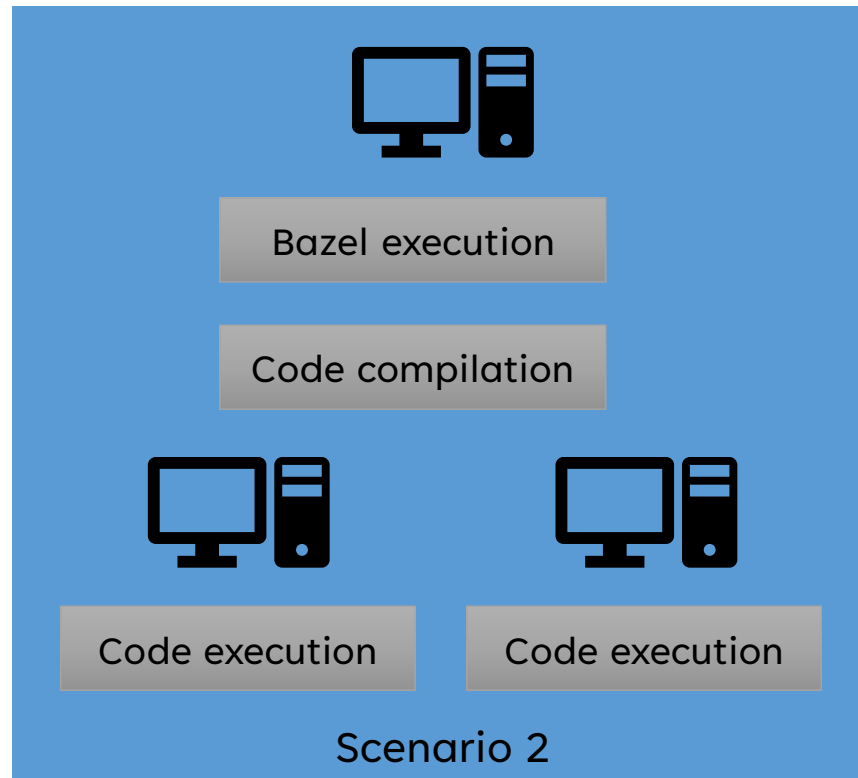 Bazel execution
Code compilation
Code execution
Code execution
Scenario 2